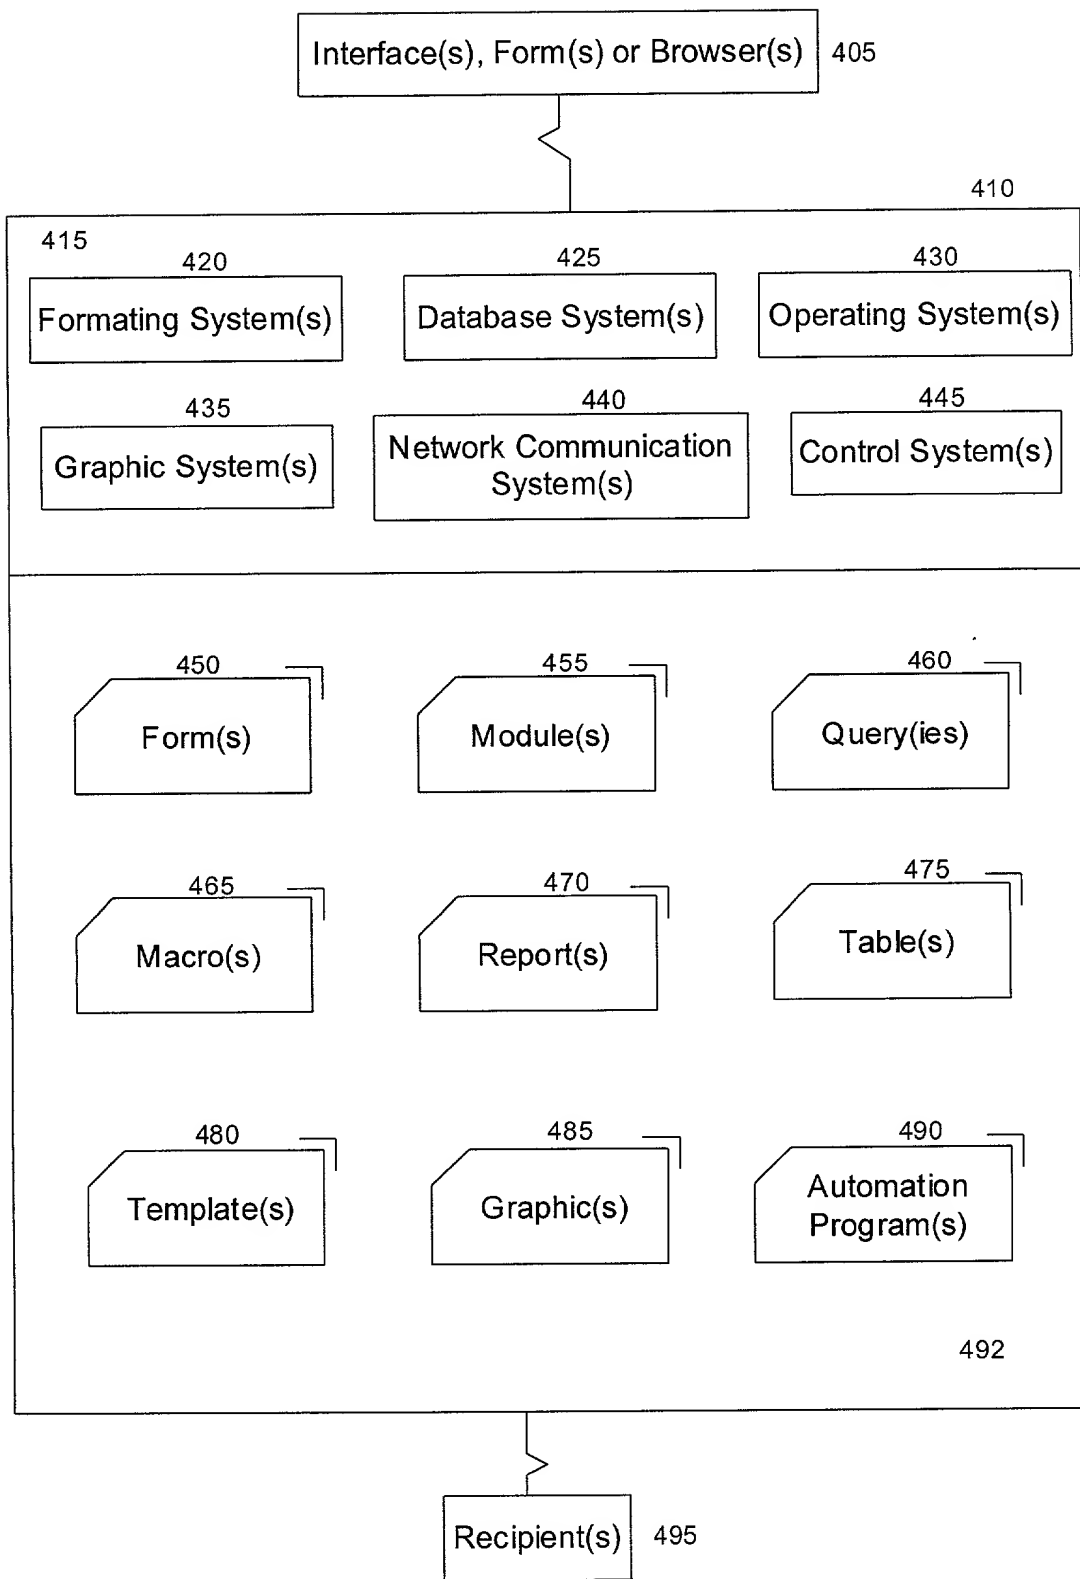 Interface(s), Form(s) or Browser(s) 405
410
415
420 425 430
Formating System(s) Database System(s) Operating System(s)
435 440 445
Graphic System(s) Network Communication System(s) Control System(s)
450 455 460
Form(s) Module(s) Query(ies)
465 470 475
Macro(s) Report(s) Table(s)
480 485 490
Template(s) Graphic(s) Automation Program(s)
492
Recipient(s) 495